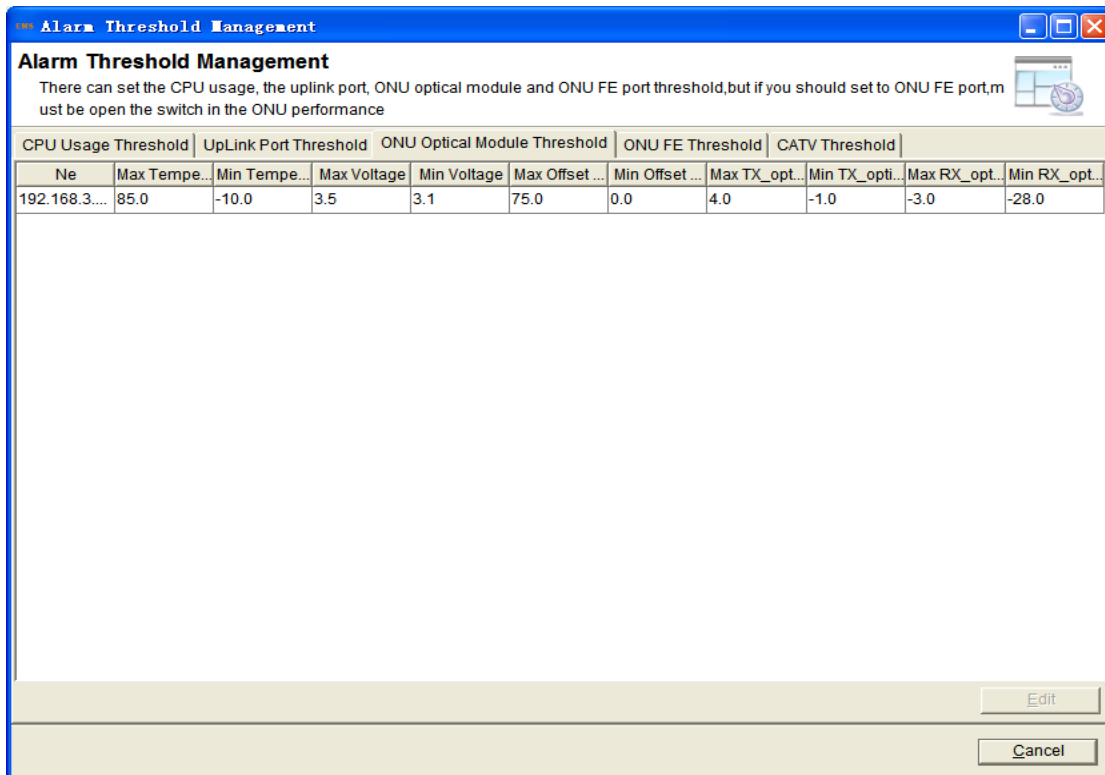 EMS Alarm Threshold Management
Alarm Threshold Management
There can set the CPU usage, the uplink port, ONU optical module and ONU FE port threshold,but if you should set to ONU FE port,m
ust be open the switch in the ONU performance
CPU Usage Threshold UpLink Port Threshold ONU Optical Module Threshold ONU FE Threshold CATV Threshold
Ne Max Tempe... Min Tempe... Max Voltage Min Voltage Max Offset ... Min Offset ... Max TX_opt... Min TX_opti... Max RX_opt... Min RX_opt...
192.168.3.... 85.0 -10.0 3.5 3.1 75.0 0.0 4.0 -1.0 -3.0 -28.0
Edit
Cancel